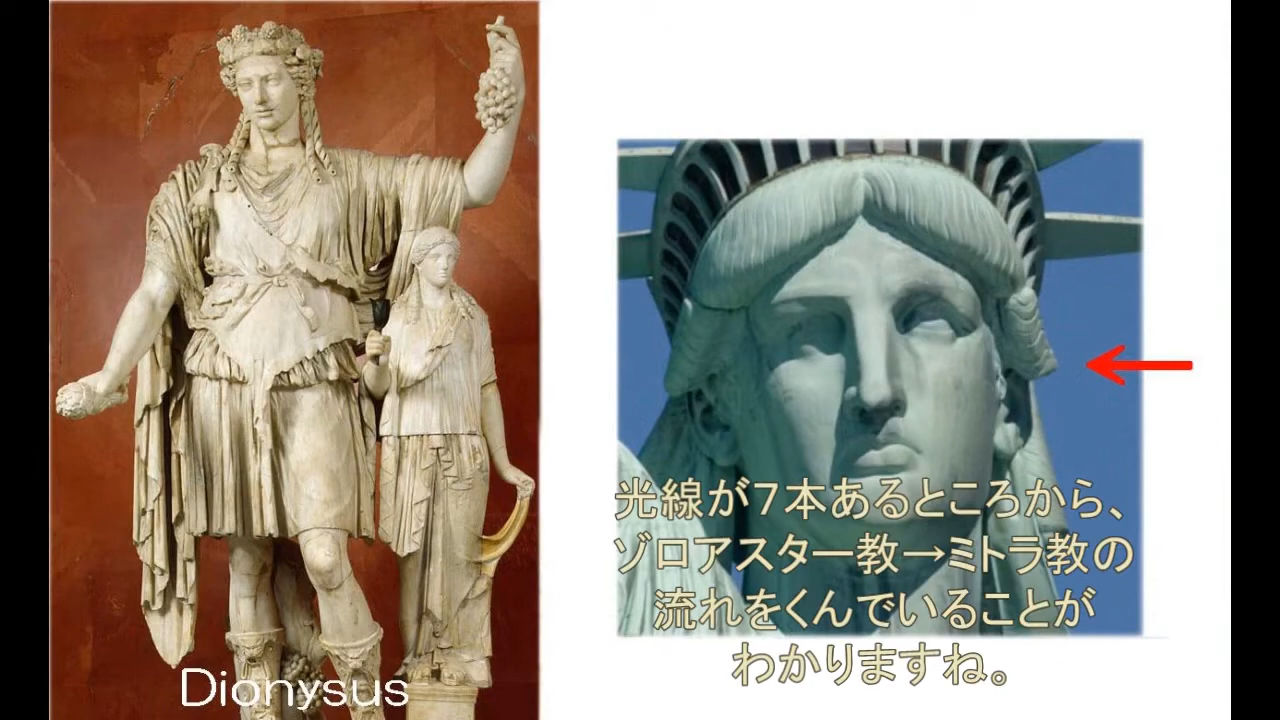 Dionysus
光線が7本あるところから、
ゾロアスター教→ミトラ教の
流れをくんでいることが
わかりますね。